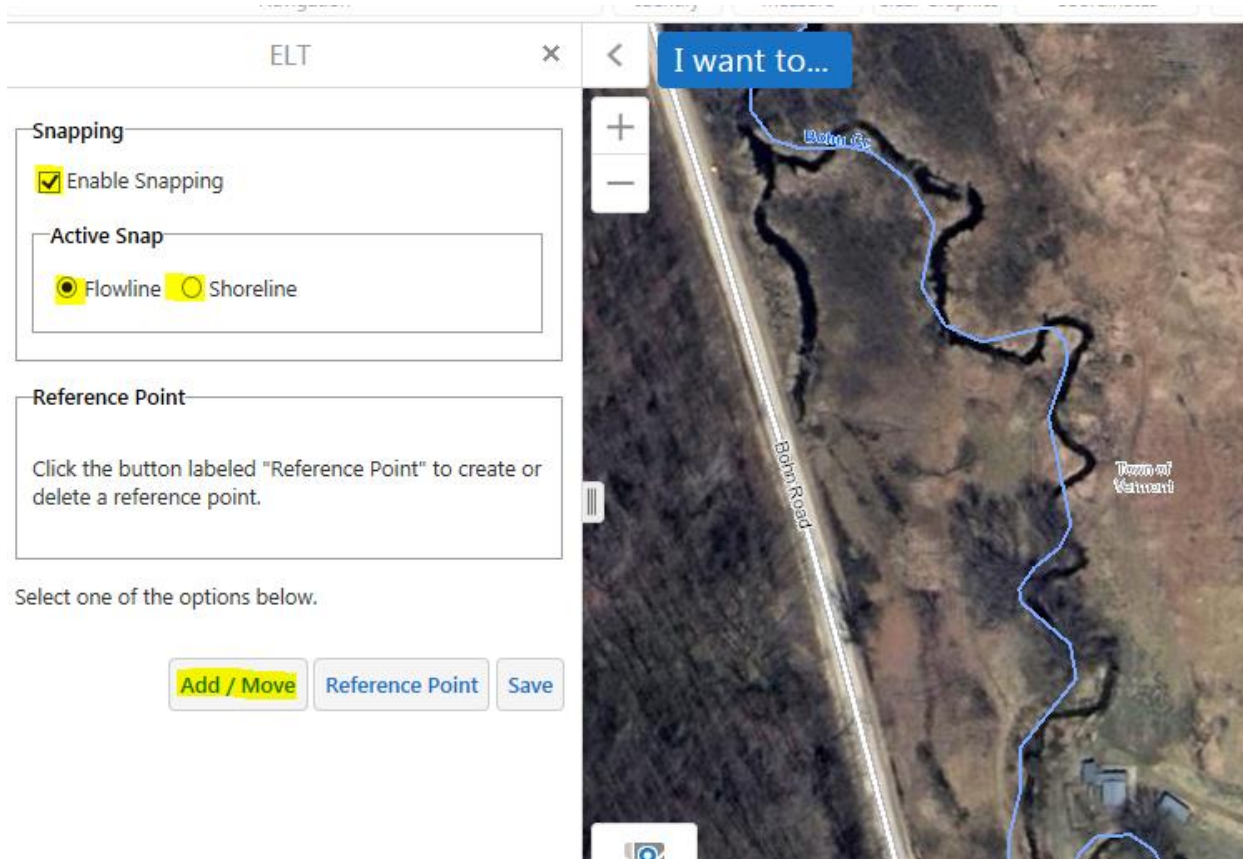 ELT
I want to...
Snapping
Enable Snapping
Active Snap
Flowline
Shoreline
Reference Point
Click the button labeled "Reference Point" to create or
delete a reference point.
Select one of the options below.
Add / Move
Reference Point
Save
Bohn Cr
Bohn Road
Town of
Vermont